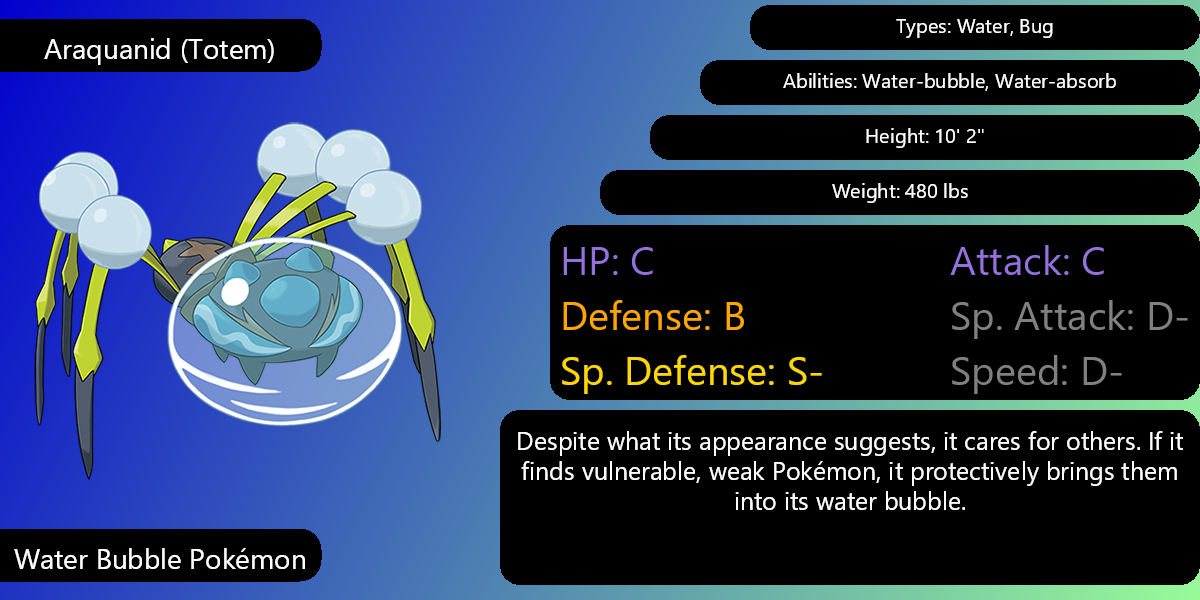 Araquanid (Totem)
Types: Water, Bug
Abilities: Water-bubble, Water-absorb
Height: 10' 2"
Weight: 480 lbs
HP: C
Attack: C
Defense: B
Sp. Attack: D-
Sp. Defense: S-
Speed: D-
Despite what its appearance suggests, it cares for others. If it
finds vulnerable, weak Pokémon, it protectively brings them
into its water bubble.
Water Bubble Pokémon